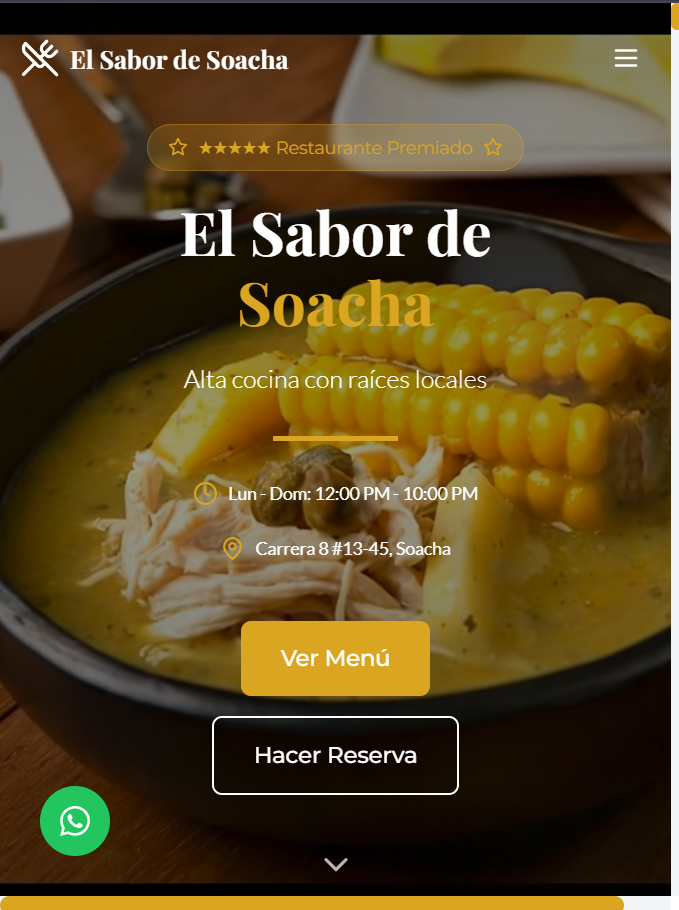 El Sabor de Soacha
★★★★★ Restaurante Premiado
El Sabor de
Soacha
Alta cocina con raíces locales
Lun - Dom: 12:00 PM - 10:00 PM
Carrera 8 #13-45, Soacha
Ver Menú
Hacer Reserva